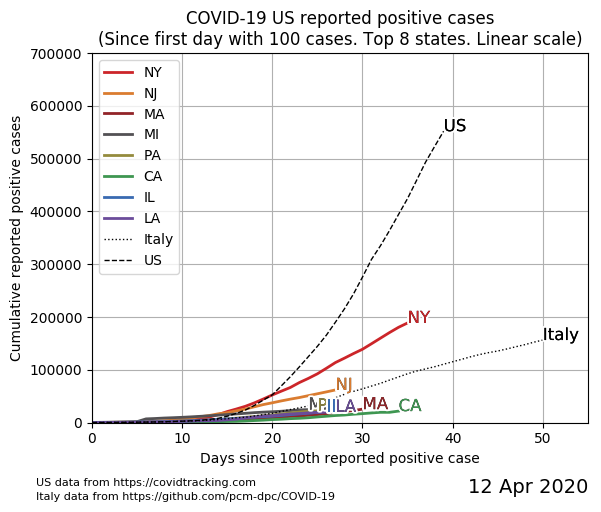 COVID-19 US reported positive cases
(Since first day with 100 cases. Top 8 states. Linear scale)
Cumulative reported positive cases
700000
600000
500000
400000
300000
200000
100000
0
NY
NJ
MA
MI
PA
CA
IL
LA
Italy
US
US
Italy
NY
NJ
LA
MA
CA
0 10 20 30 40 50
Days since 100th reported positive case
US data from https://covidtracking.com
Italy data from https://github.com/pcm-dpc/COVID-19
12 Apr 2020